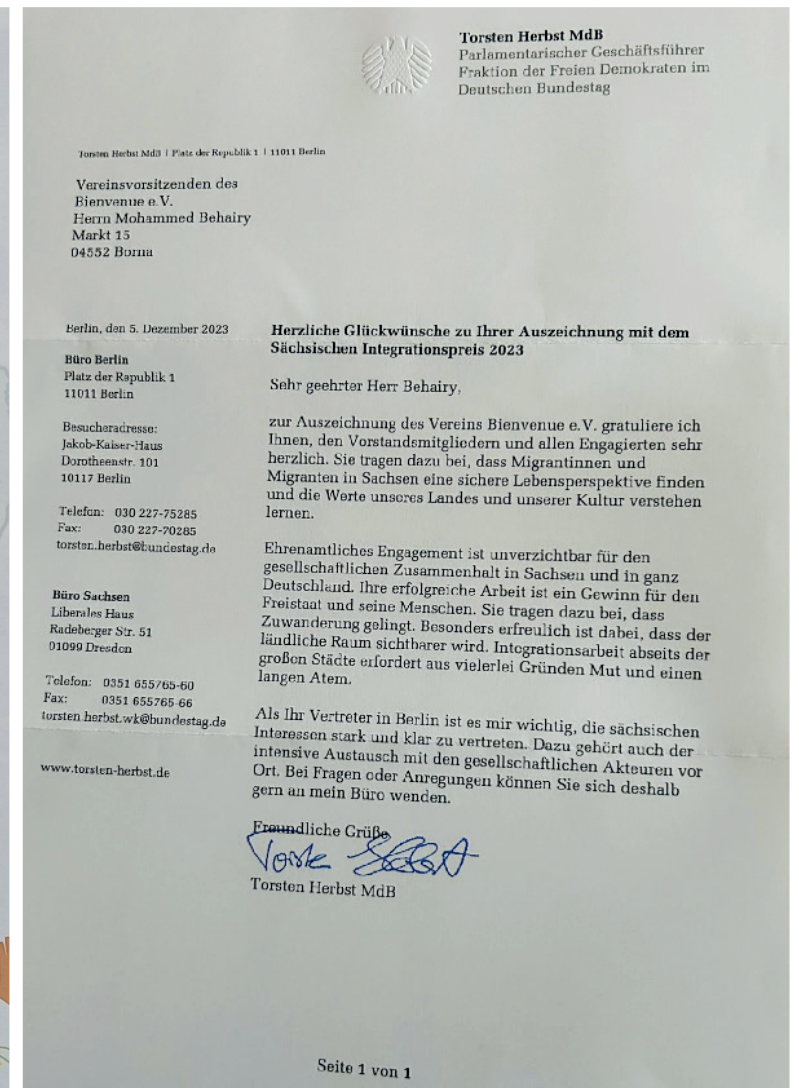 Torsten Herbst MdB
Parlamentarischer Geschäftsführer
Fraktion der Freien Demokraten im
Deutschen Bundestag
Torsten Herbst MdB | Platz der Republik 1 | 11011 Berlin
Vereinsvorsitzenden des
Bienvenue e.V.
Herrn Mohammed Behairy
Markt 15
04552 Borna
Berlin, den 5. Dezember 2023
Büro Berlin
Platz der Republik 1
11011 Berlin
Besucheradresse:
Jakob-Kaiser-Haus
Dorotheenstr. 101
10117 Berlin
Telefon: 030 227-75285
Fax: 030 227-70285
torsten.herbst@bundestag.de
Büro Sachsen
Liberales Haus
Radeberger Str. 51
01099 Dresden
Telefon: 0351 655765-60
Fax: 0351 655765-66
torsten.herbst.wk@bundestag.de
www.torsten-herbst.de
Herzliche Glückwünsche zu Ihrer Auszeichnung mit dem
Sächsischen Integrationspreis 2023
Sehr geehrter Herr Behairy,
zur Auszeichnung des Vereins Bienvenue e.V. gratuliere ich
Ihnen, den Vorstandsmitgliedern und allen Engagierten sehr
herzlich. Sie tragen dazu bei, dass Migrantinnen und
Migranten in Sachsen eine sichere Lebensperspektive finden
und die Werte unseres Landes und unserer Kultur verstehen
lernen.
Ehrenamtliches Engagement ist unverzichtbar für den
gesellschaftlichen Zusammenhalt in Sachsen und in ganz
Deutschland. Ihre erfolgreiche Arbeit ist ein Gewinn für den
Freistaat und seine Menschen. Sie tragen dazu bei, dass
Zuwanderung gelingt. Besonders erfreulich ist dabei, dass der
ländliche Raum sichtbarer wird. Integrationsarbeit abseits der
großen Städte erfordert aus vielerlei Gründen Mut und einen
langen Atem.
Als Ihr Vertreter in Berlin ist es mir wichtig, die sächsischen
Interessen stark und klar zu vertreten. Dazu gehört auch der
intensive Austausch mit den gesellschaftlichen Akteuren vor
Ort. Bei Fragen oder Anregungen können Sie sich deshalb
gern an mein Büro wenden.
Freundliche Grüße
Torsten Herbst
Torsten Herbst MdB
Seite 1 von 1